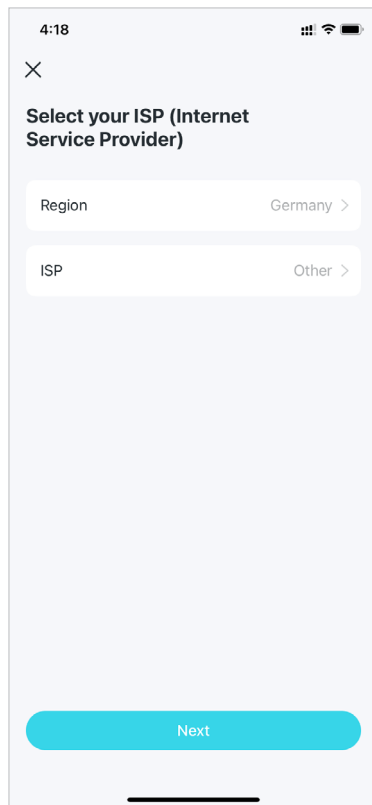 4:18
Select your ISP (Internet
Service Provider)
Region Germany
ISP Other
Next